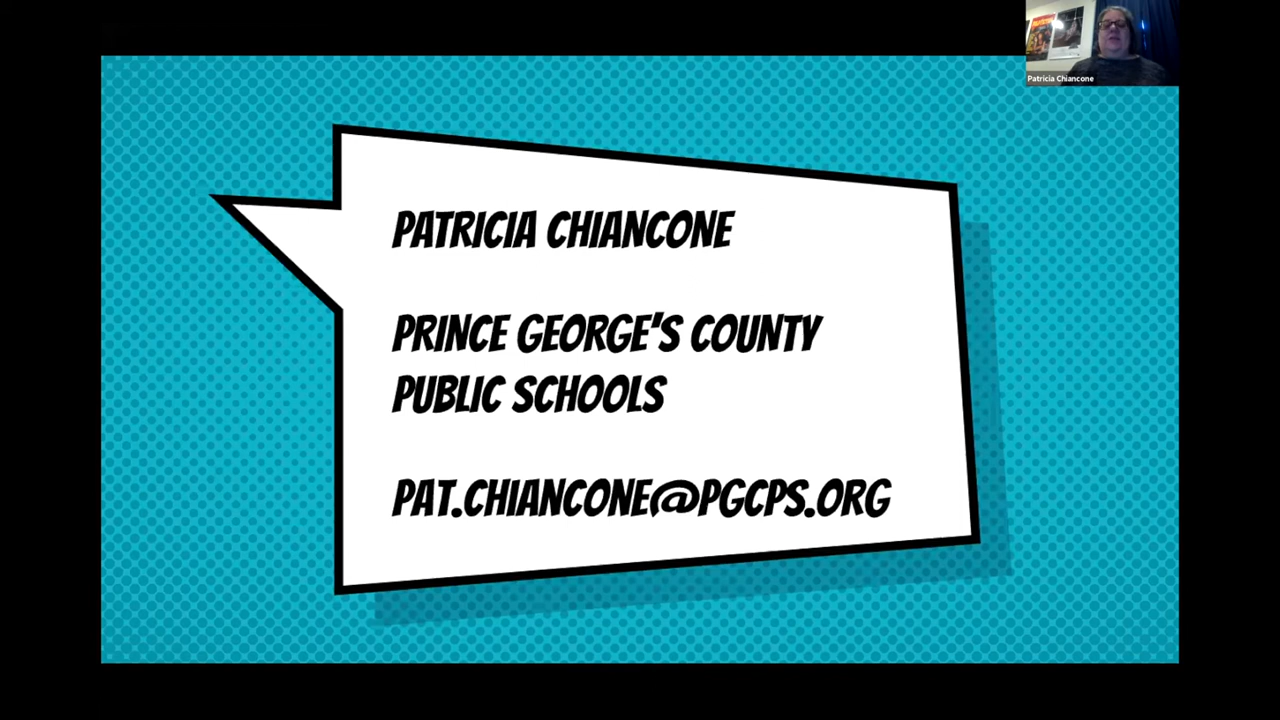 Patricia Chiancone
PATRICIA CHIANCONE
PRINCE GEORGE'S COUNTY
PUBLIC SCHOOLS
PAT.CHIANCONE@PGCPS.ORG